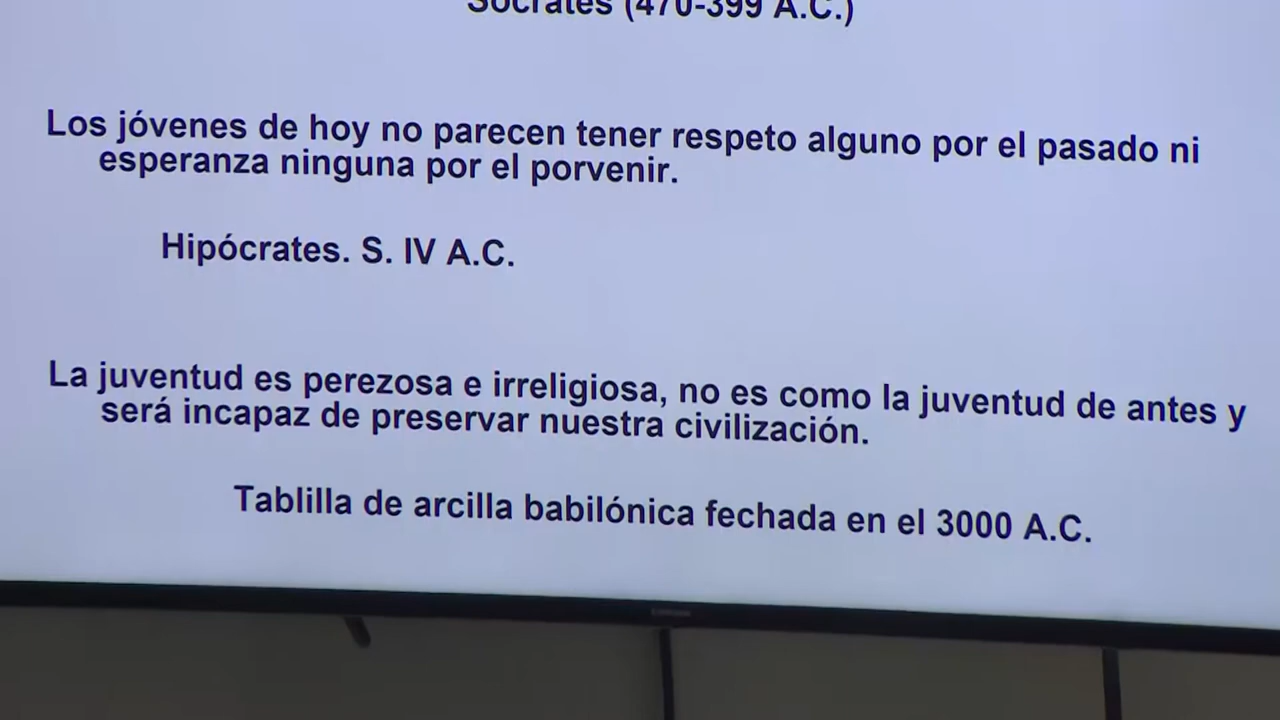 Sócrates (470-399 A.C.)
Los jóvenes de hoy no parecen tener respeto alguno por el pasado ni
esperanza ninguna por el porvenir.
Hipócrates. S. IV A.C.
La juventud es perezosa e irreligiosa, no es como la juventud de antes y
será incapaz de preservar nuestra civilización.
Tablilla de arcilla babilónica fechada en el 3000 A.C.